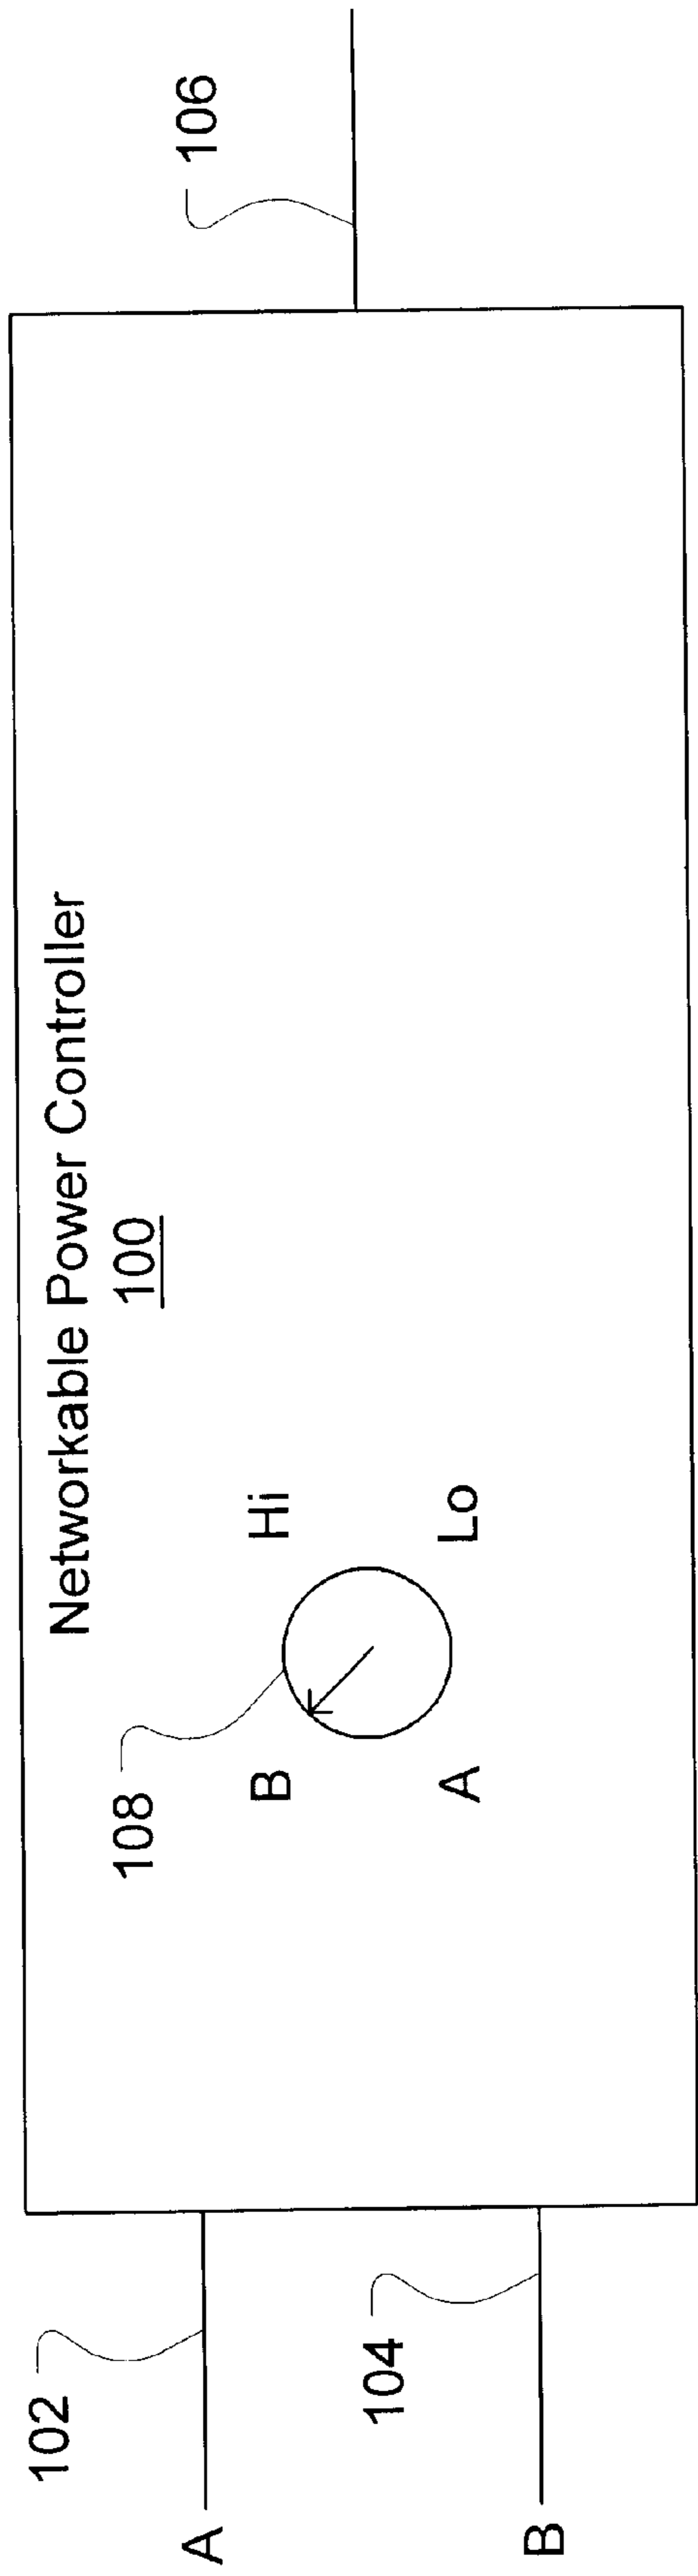 Networkable Power Controller
100
102
A
104
B
106
108
B
Hi
A
Lo